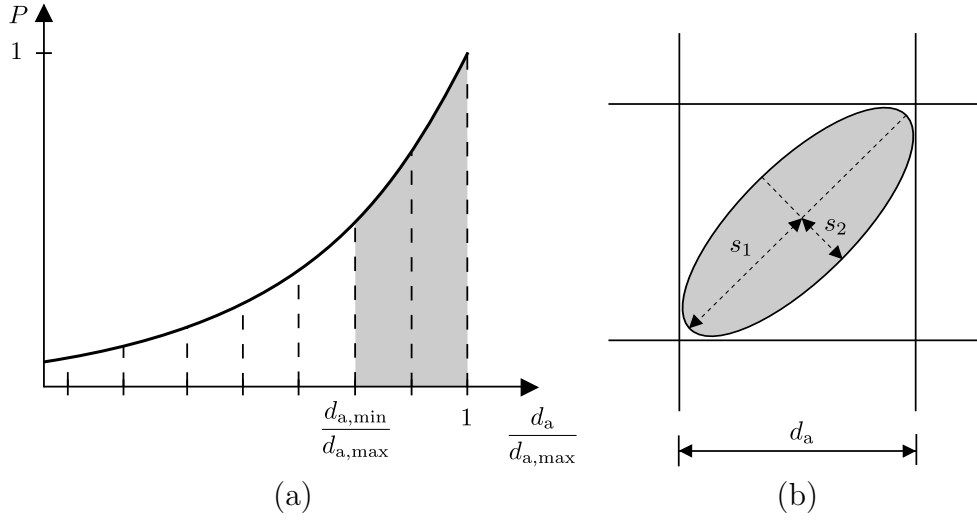 P
1
d_a,min
d_a,max
1
d_a
d_a,max
(a)
s_1
s_2
d_a
(b)